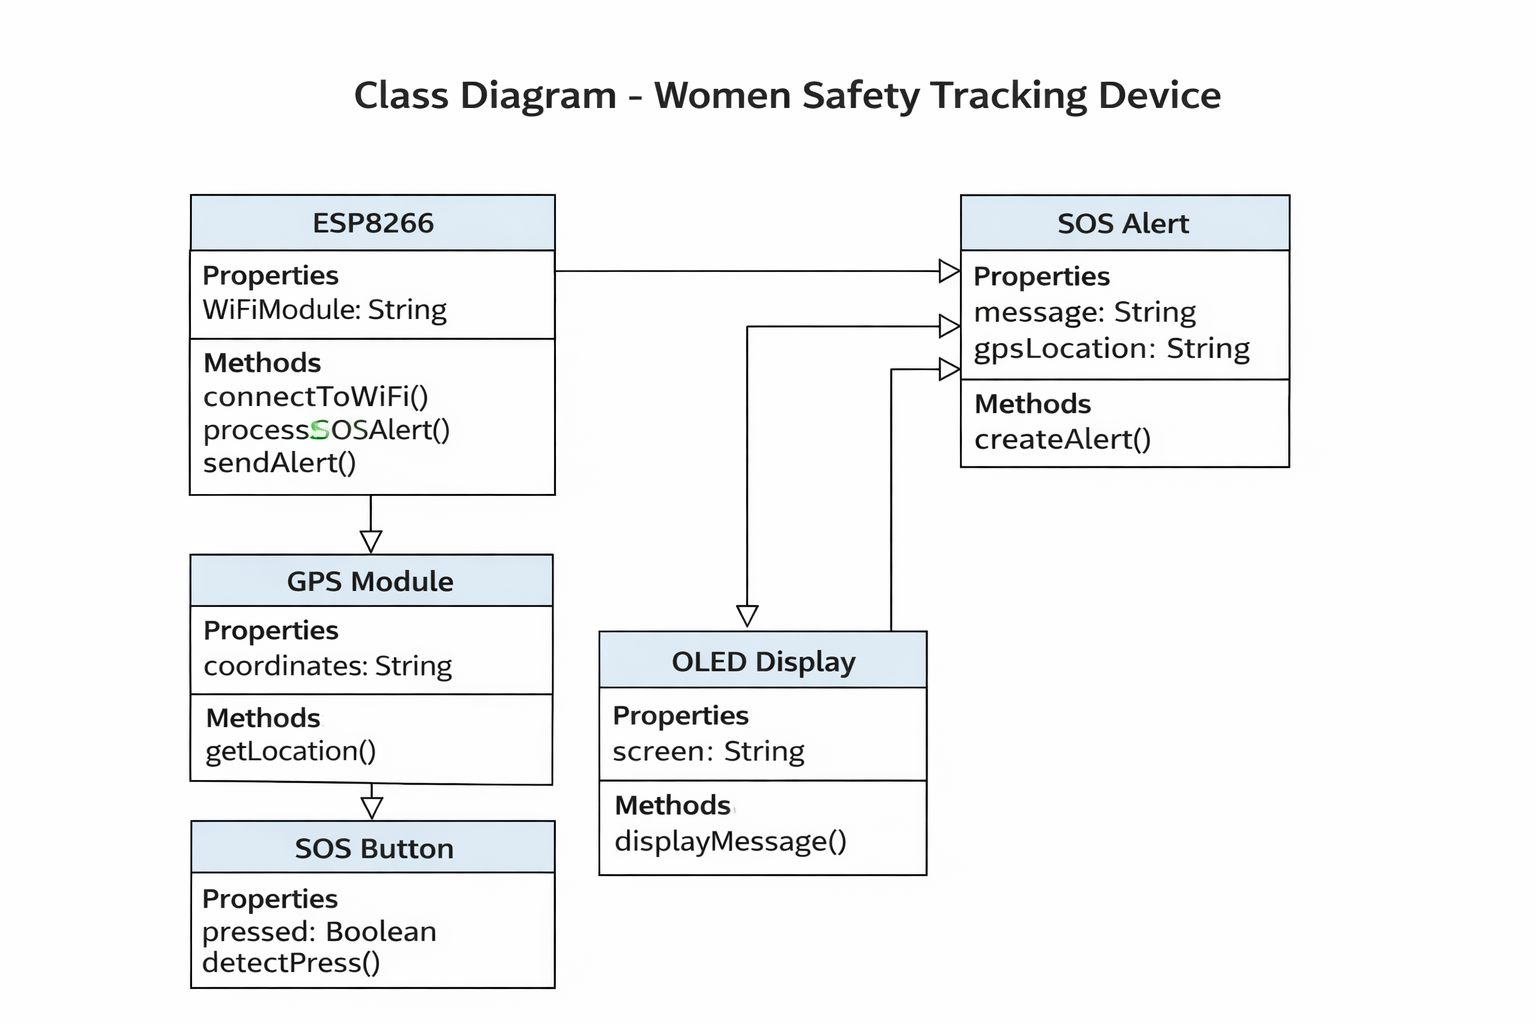 Class Diagram - Women Safety Tracking Device
ESP8266
Properties
WiFiModule: String
Methods
connectToWiFi()
processSOSAlert()
sendAlert()
SOS Alert
Properties
message: String
gpsLocation: String
Methods
createAlert()
GPS Module
Properties
coordinates: String
Methods
getLocation()
OLED Display
Properties
screen: String
Methods
displayMessage()
SOS Button
Properties
pressed: Boolean
detectPress()